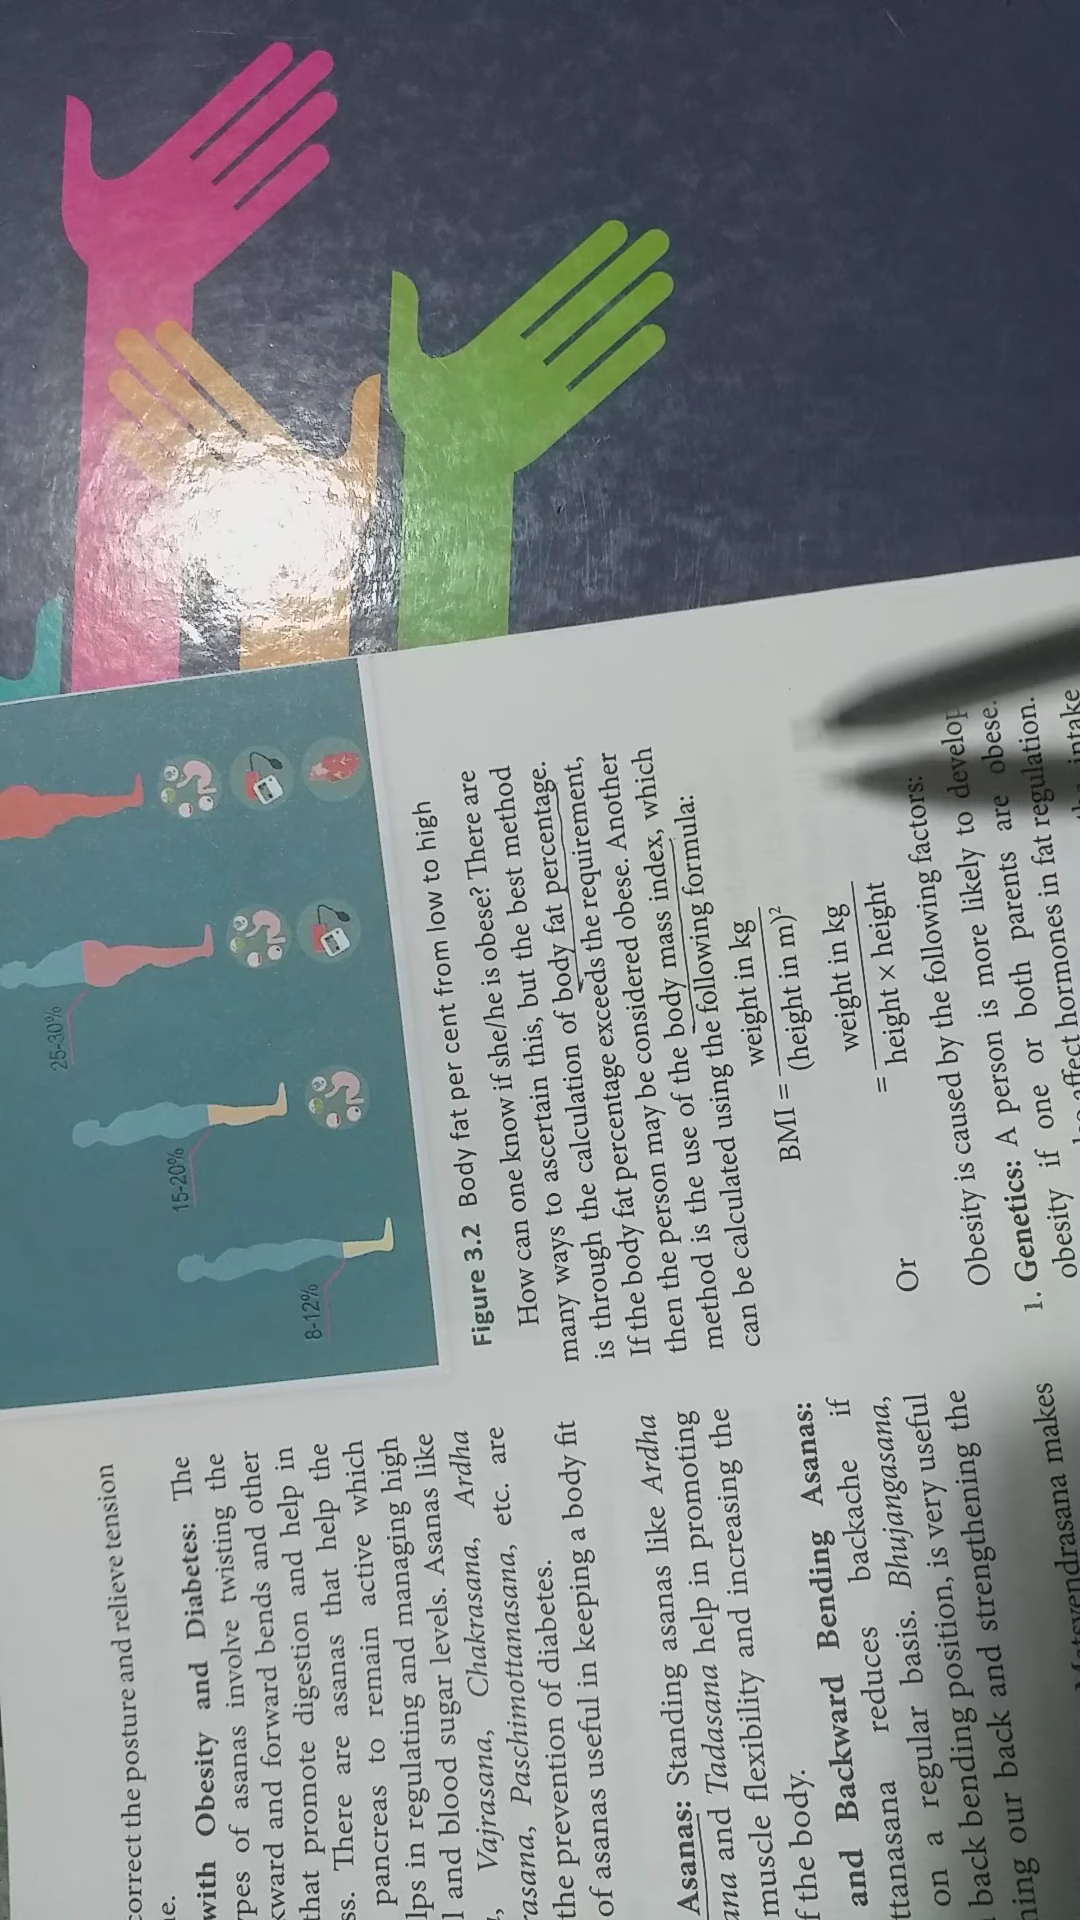 correct the posture and relieve tension
with Obesity and Diabetes: The
of asanas involve twisting the
and forward bends and other
that promote digestion and help in
There are asanas that help the
pancreas to remain active which
in regulating and managing high
and blood sugar levels. Asanas like
Vajrasana, Chakrasana, Ardha
Paschimottanasana, etc. are
the prevention of diabetes.
of asanas useful in keeping a body fit
Asanas: Standing asanas like Ardha
and Tadasana help in promoting
muscle flexibility and increasing the
the body.
and Backward Bending Asanas:
reduces backache if
on a regular basis. Bhujangasana,
back bending position, is very useful
our back and strengthening the
makes
8-12%
15-20%
25-30%
Figure 3.2 Body fat per cent from low to high
How can one know if she/he is obese? There are
many ways to ascertain this, but the best method
is through the calculation of body fat percentage.
If the body fat percentage exceeds the requirement,
then the person may be considered obese. Another
method is the use of the body mass index, which
can be calculated using the following formula:
BMI = weight in kg
(height in m)²
Or
= weight in kg
height × height
Obesity is caused by the following factors:
1. Genetics: A person is more likely to develop
obesity if one or both parents are obese.
affect hormones in fat regulation.
intake